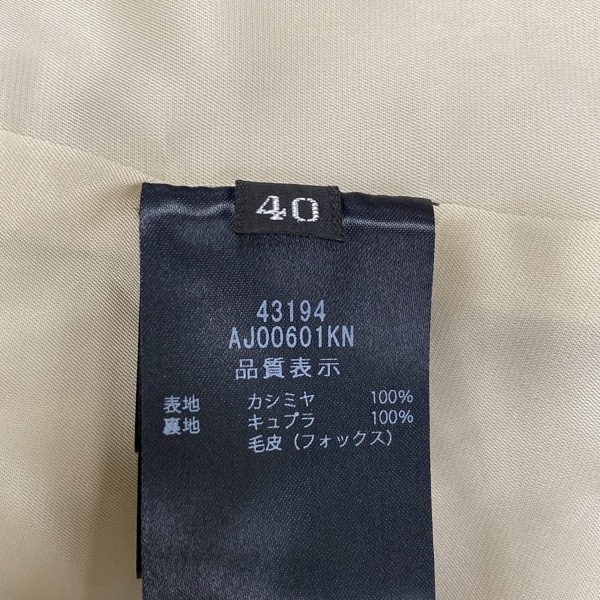 40
43194
AJ00601KN
品質表示
表地 カシミヤ 100%
裏地 キュプラ 100%
毛皮（フォックス）